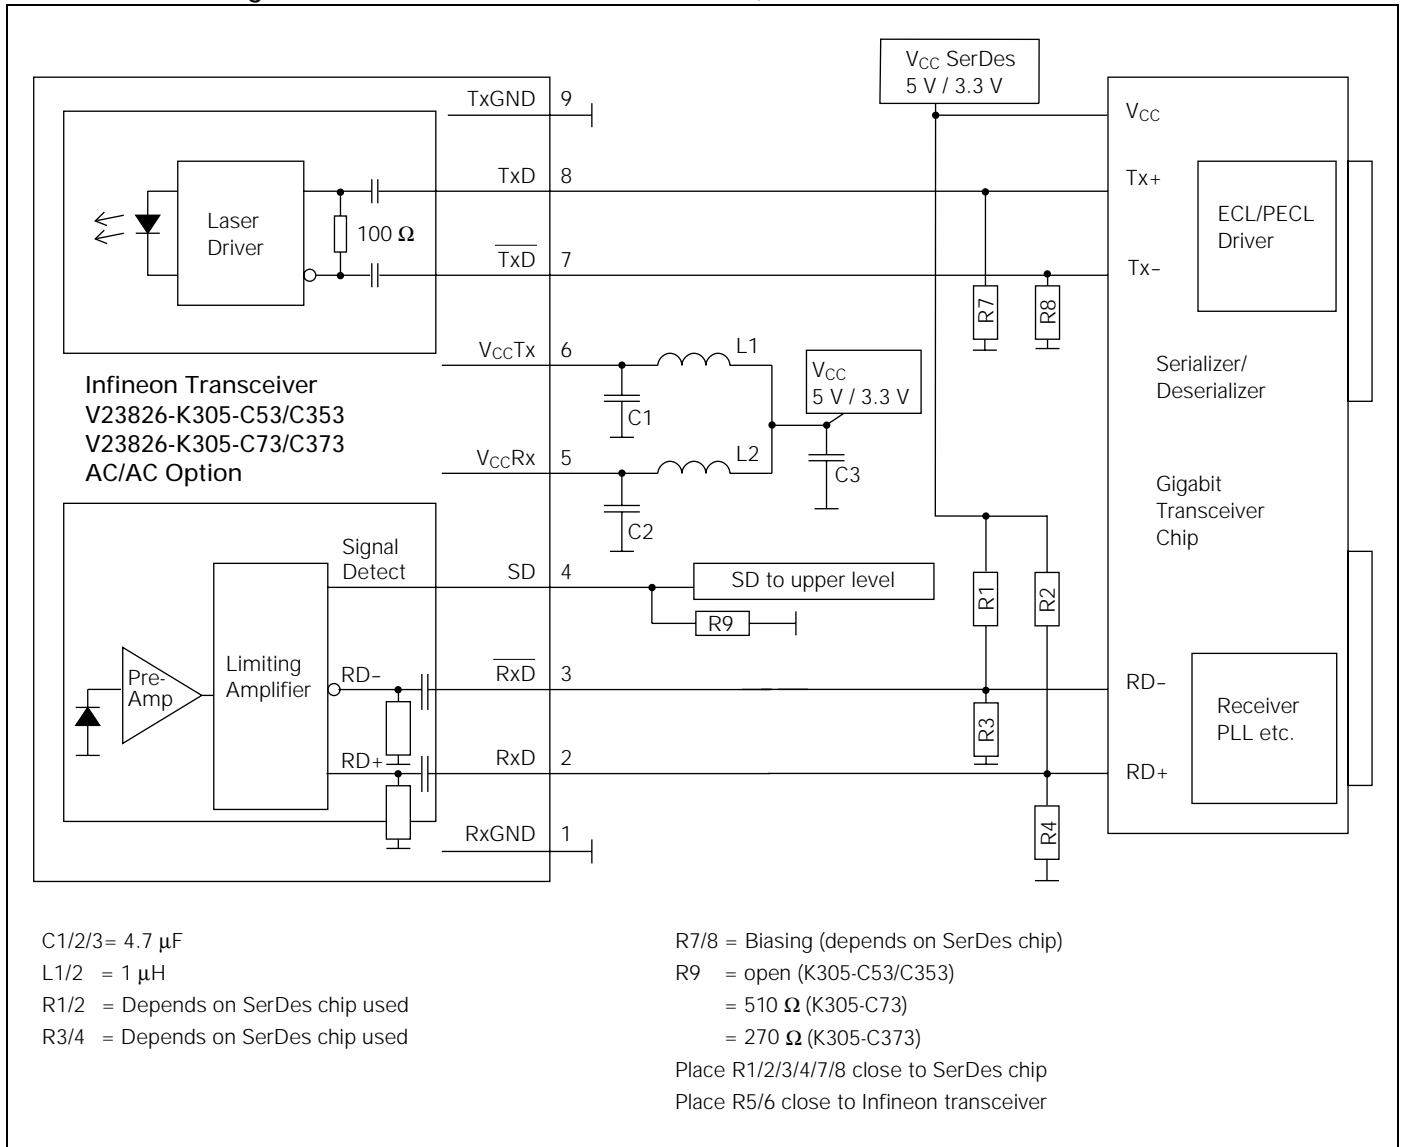 V_CC SerDes
5 V / 3.3 V
TxGND 9
V_CC
TxD 8
Tx+
Laser
Driver
100 Ω
ECL/PECL
Driver
TxD 7
Tx−
R7
R8
V_CCTx 6
L1
V_CC
5 V / 3.3 V
Serializer/
Deserializer
Infineon Transceiver
V23826-K305-C53/C353
V23826-K305-C73/C373
AC/AC Option
C1
V_CCRx 5
L2
C3
C2
Gigabit
Transceiver
Chip
Signal
Detect
SD 4
SD to upper level
R1
R2
R9
Pre-
Amp
Limiting
Amplifier
RD−
RxD 3
RD−
Receiver
PLL etc.
R3
RD+
RxD 2
RD+
RxGND 1
R4
C1/2/3= 4.7 µF
L1/2 = 1 µH
R1/2 = Depends on SerDes chip used
R3/4 = Depends on SerDes chip used
R7/8 = Biasing (depends on SerDes chip)
R9 = open (K305-C53/C353)
= 510 Ω (K305-C73)
= 270 Ω (K305-C373)
Place R1/2/3/4/7/8 close to SerDes chip
Place R5/6 close to Infineon transceiver